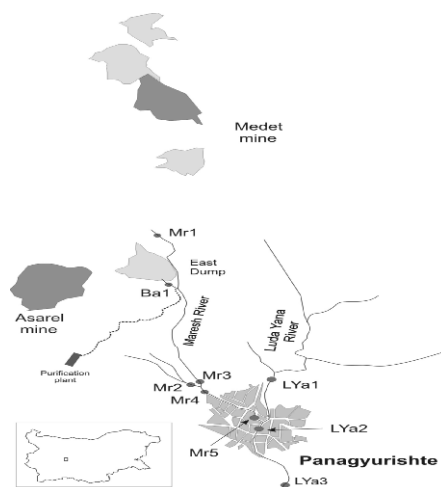 Medet
mine
Mr1
East
Dump
Ba1
Asarel
mine
Maresh River
Luda Yana
River
Purification
plant
Mr3
Mr2
Mr4
LYa1
LYa2
Mr5
Panagyurishte
LYa3